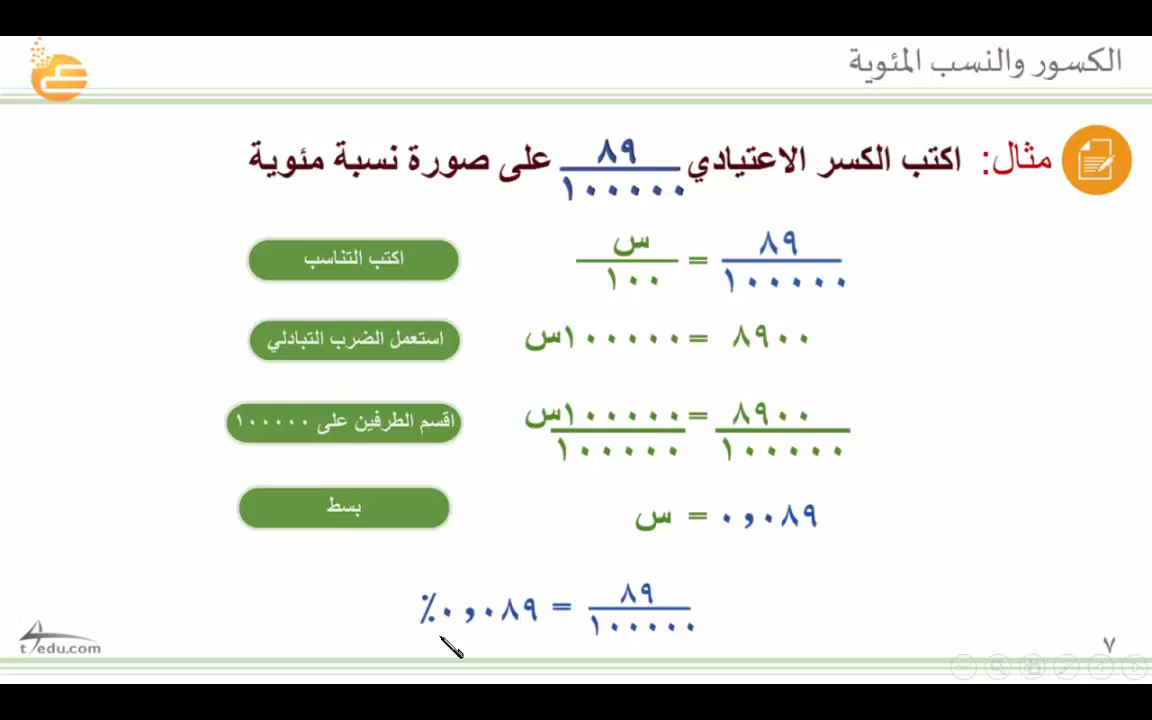 الكسور والنسب المئوية
مثال: اكتب الكسر الاعتيادي ٨٩/١٠٠٠٠٠ على صورة نسبة مئوية
٨٩/١٠٠٠٠٠ = س/١٠٠
اكتب التناسب
٨٩٠٠ = ١٠٠٠٠٠س
استعمل الضرب التبادلي
٨٩٠٠/١٠٠٠٠٠ = ١٠٠٠٠٠س/١٠٠٠٠٠
اقسم الطرفين على ١٠٠٠٠٠
٠,٠٨٩ = س
بسط
٨٩/١٠٠٠٠٠ = ٠,٠٨٩٪
t4edu.com
٧